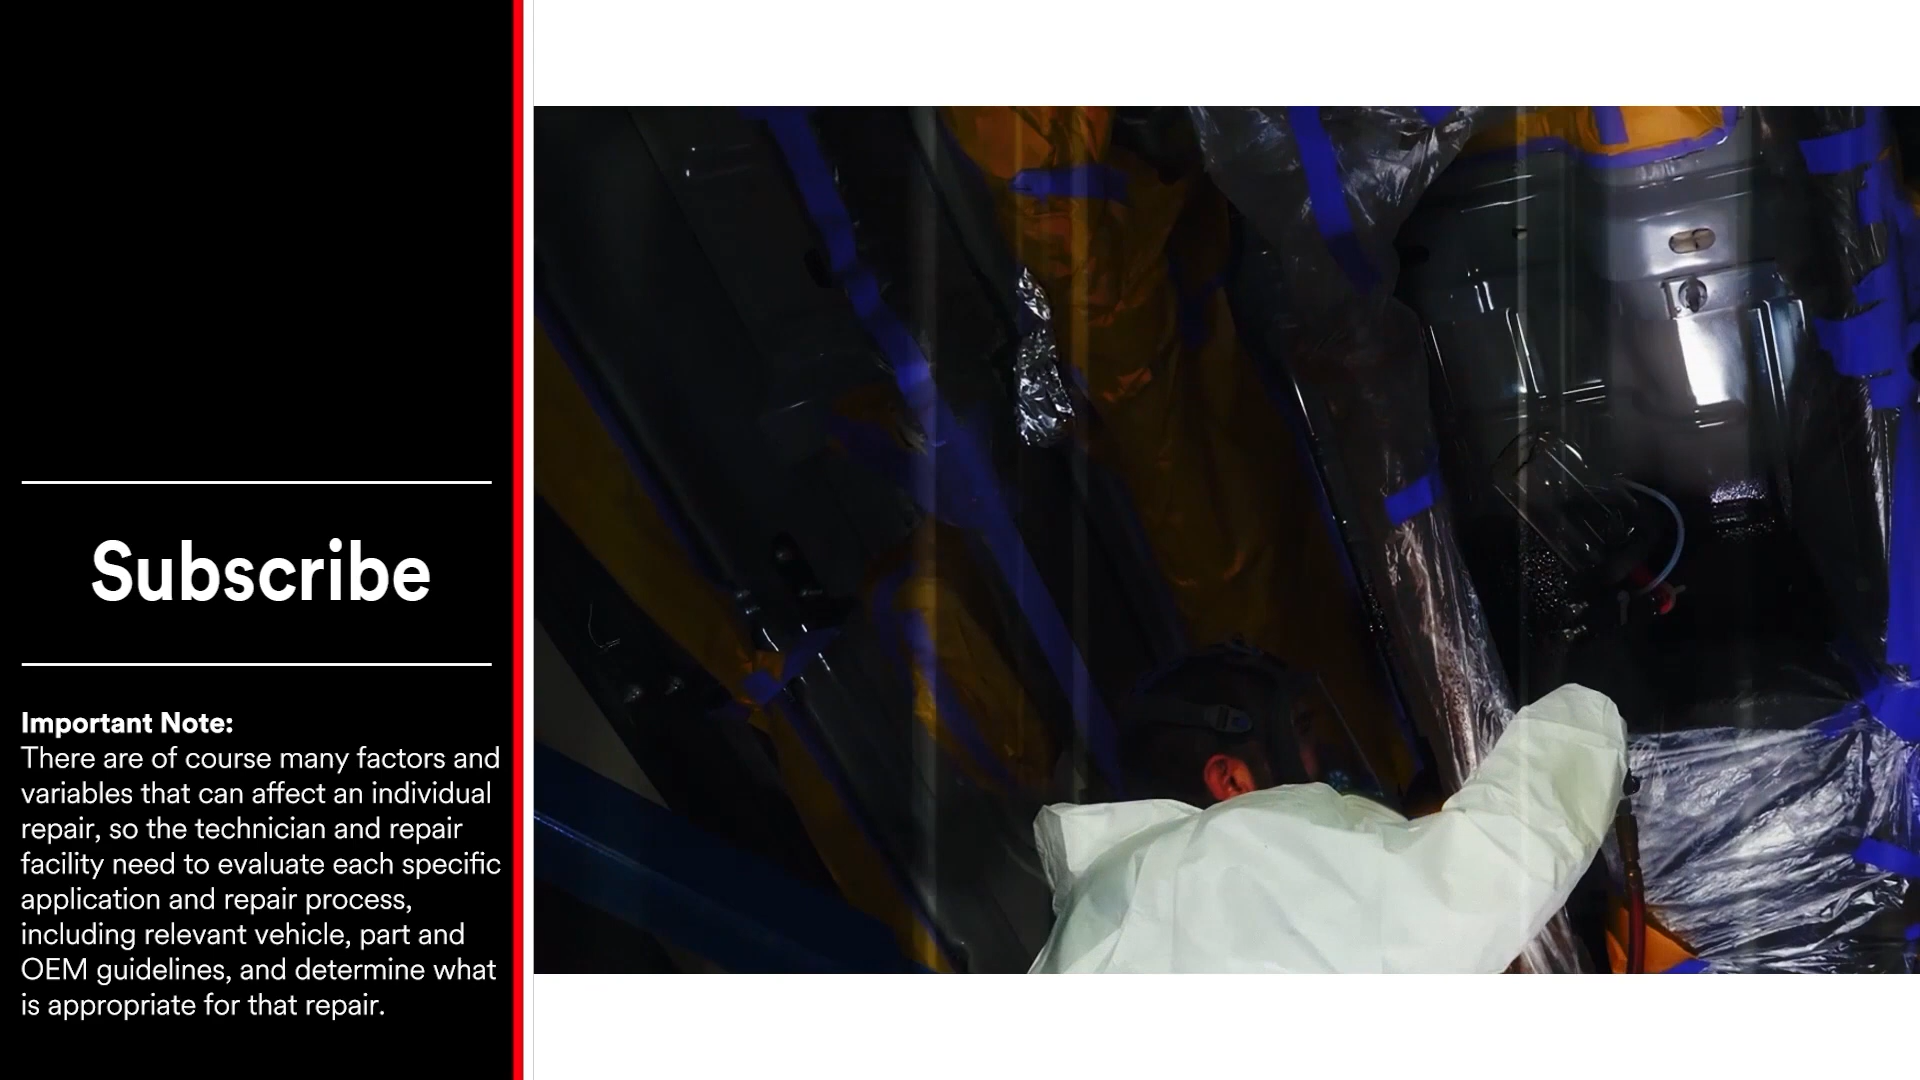 Subscribe
Important Note:
There are of course many factors and
variables that can affect an individual
repair, so the technician and repair
facility need to evaluate each specific
application and repair process,
including relevant vehicle, part and
OEM guidelines, and determine what
is appropriate for that repair.